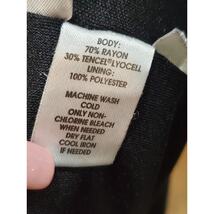 BODY:
70% RAYON
30% TENCEL LYOCELL
LINING:
100% POLYESTER
MACHINE WASH
COLD
ONLY NON-
CHLORINE BLEACH
WHEN NEEDED
DRY FLAT
COOL IRON
IF NEEDED